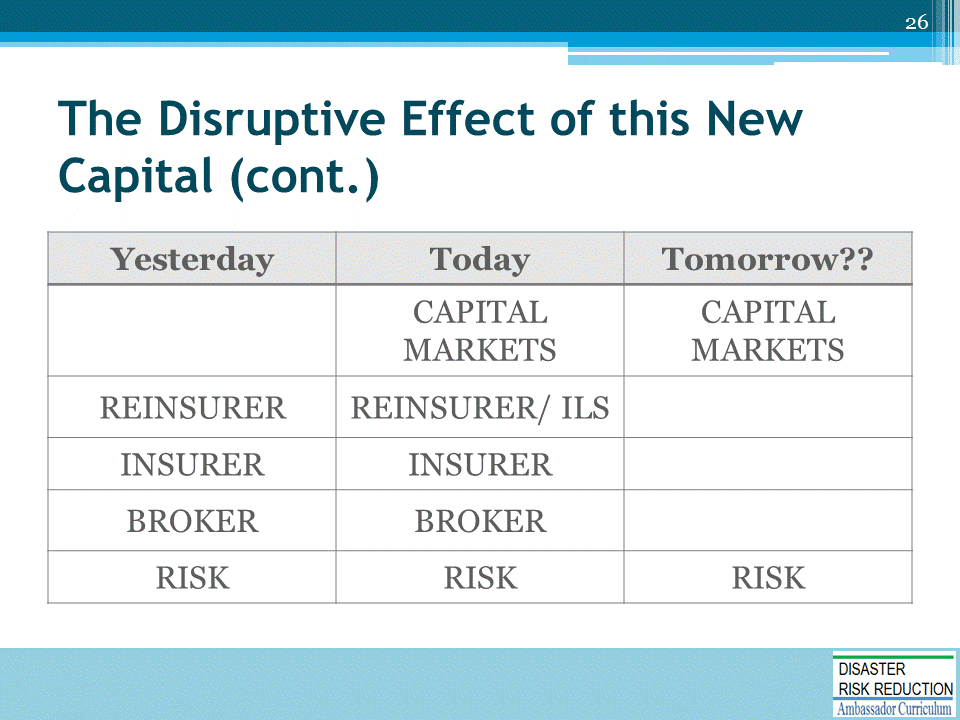 26
The Disruptive Effect of this New
Capital (cont.)
Yesterday Today Tomorrow??
CAPITAL MARKETS CAPITAL MARKETS
REINSURER REINSURER/ ILS
INSURER INSURER
BROKER BROKER
RISK RISK RISK
DISASTER
RISK REDUCTION
Ambassador Curriculum